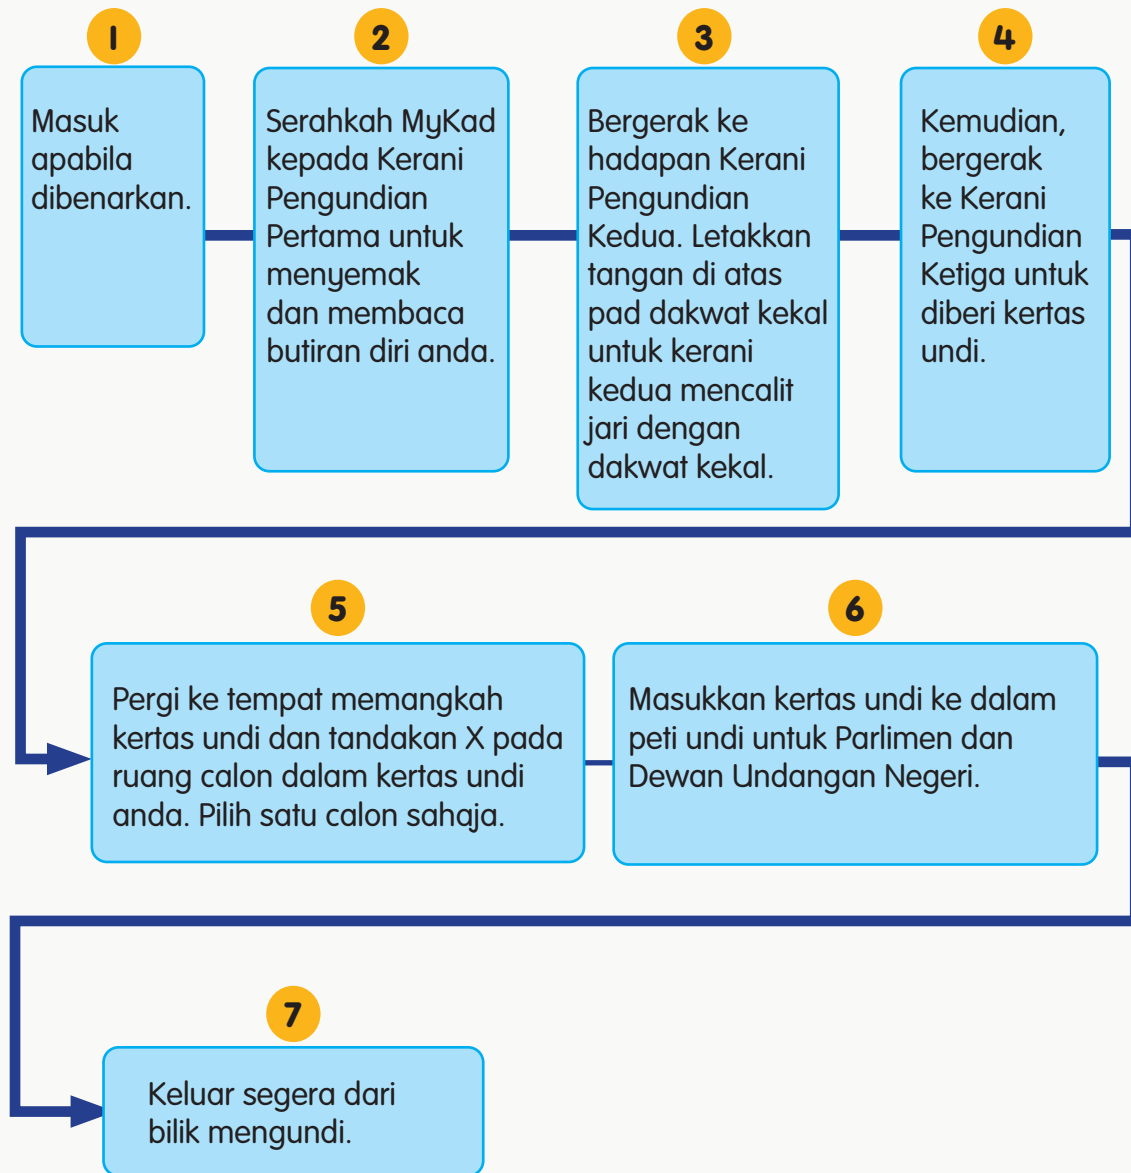 1
Masuk
apabila
dibenarkan.
2
Serahkah MyKad
kepada Kerani
Pengundian
Pertama untuk
menyemak
dan membaca
butiran diri anda.
3
Bergerak ke
hadapan Kerani
Pengundian
Kedua. Letakkan
tangan di atas
pad dakwat kekal
untuk kerani
kedua mencalit
jari dengan
dakwat kekal.
4
Kemudian,
bergerak
ke Kerani
Pengundian
Ketiga untuk
diberi kertas
undi.
5
Pergi ke tempat memangkah
kertas undi dan tandakan X pada
ruang calon dalam kertas undi
anda. Pilih satu calon sahaja.
6
Masukkan kertas undi ke dalam
peti undi untuk Parlimen dan
Dewan Undangan Negeri.
7
Keluar segera dari
bilik mengundi.